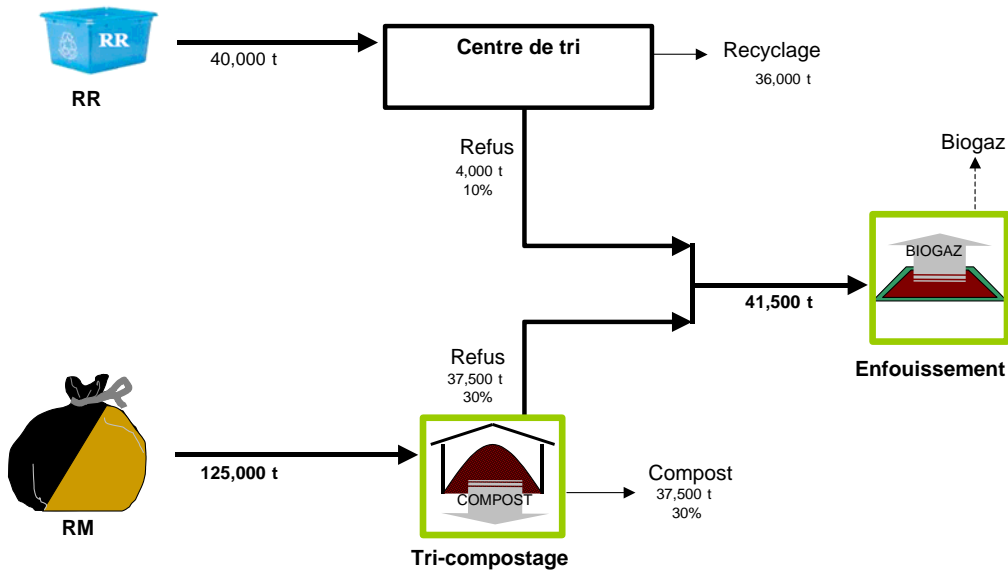 RR
RR
40,000 t
Centre de tri
Recyclage
36,000 t
Refus
4,000 t
10%
Biogaz
BIOGAZ
41,500 t
Enfouissement
Refus
37,500 t
30%
125,000 t
RM
COMPOST
Compost
37,500 t
30%
Tri-compostage